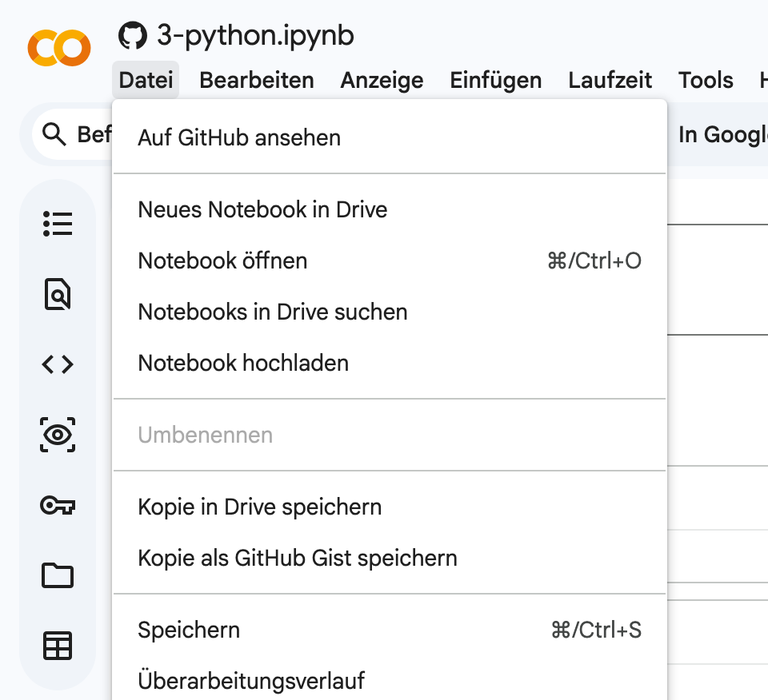 3-python.ipynb
Datei Bearbeiten Anzeige Einfügen Laufzeit Tools
Bef
In Googl
Auf GitHub ansehen
Neues Notebook in Drive
Notebook öffnen ⌘/Ctrl+O
Notebooks in Drive suchen
Notebook hochladen
Umbenennen
Kopie in Drive speichern
Kopie als GitHub Gist speichern
Speichern ⌘/Ctrl+S
Überarbeitungsverlauf